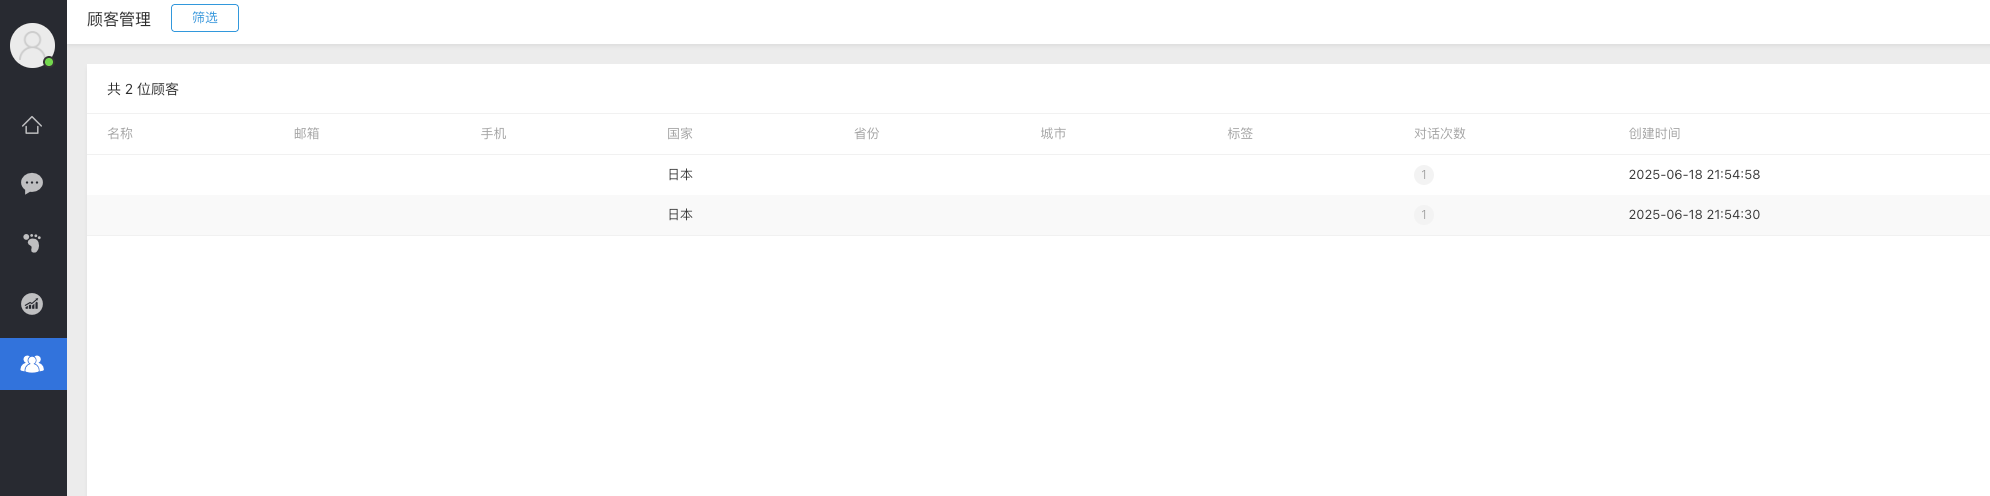 顾客管理 筛选
共 2 位顾客
名称 邮箱 手机 国家 省份 城市 标签 对话次数 创建时间
日本 1 2025-06-18 21:54:58
日本 1 2025-06-18 21:54:30